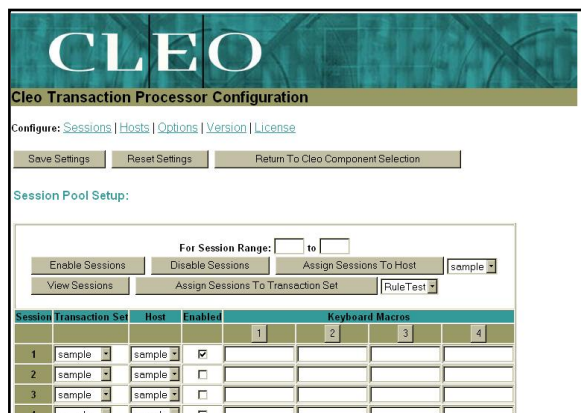 CLEO
Cleo Transaction Processor Configuration
Configure: Sessions | Hosts | Options | Version | License
Save Settings Reset Settings Return To Cleo Component Selection
Session Pool Setup:
For Session Range: to
Enable Sessions Disable Sessions Assign Sessions To Host sample
View Sessions Assign Sessions To Transaction Set RuleTest
Session Transaction Set Host Enabled Keyboard Macros
1 2 3 4
1 sample sample
2 sample sample
3 sample sample